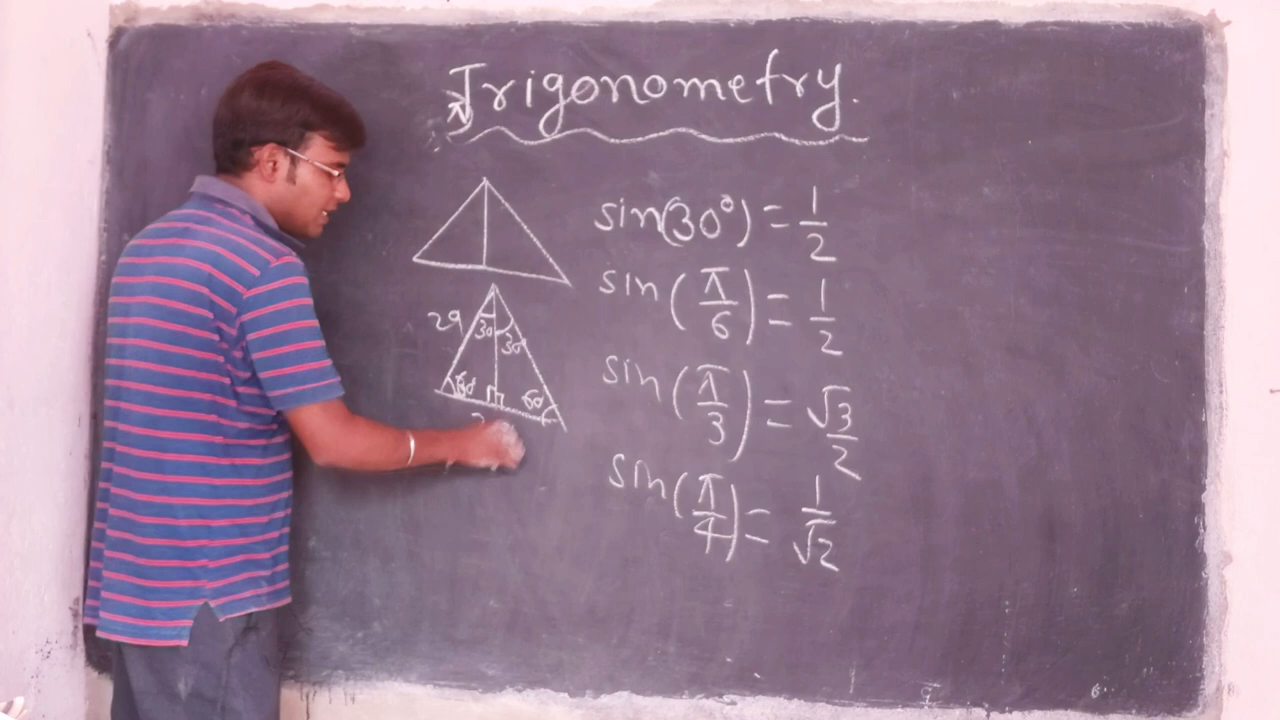 Trigonometry.
sin(30°) = 1/2
sin(π/6) = 1/2
sin(π/3) = √3/2
sin(π/4) = 1/√2
30 30
60 60